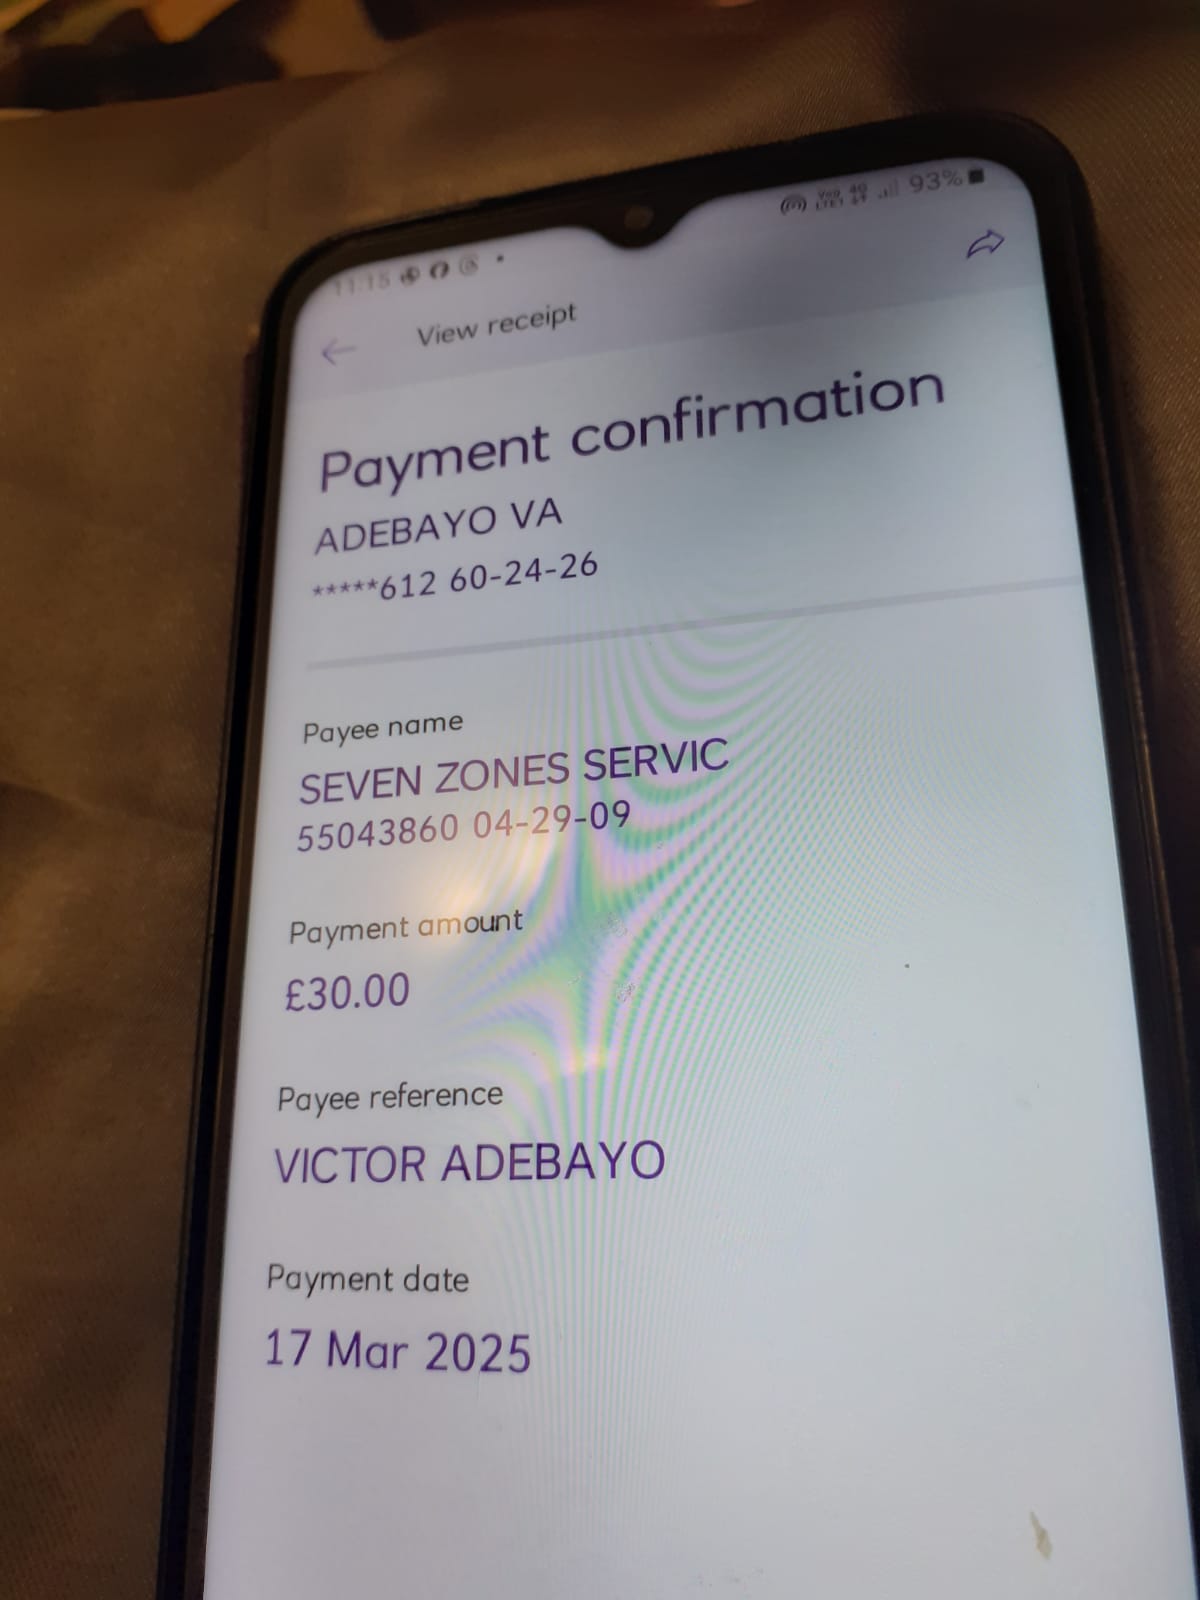 11:15
93%
View receipt
Payment confirmation
ADEBAYO VA
*****612 60-24-26
Payee name
SEVEN ZONES SERVIC
55043860 04-29-09
Payment amount
£30.00
Payee reference
VICTOR ADEBAYO
Payment date
17 Mar 2025